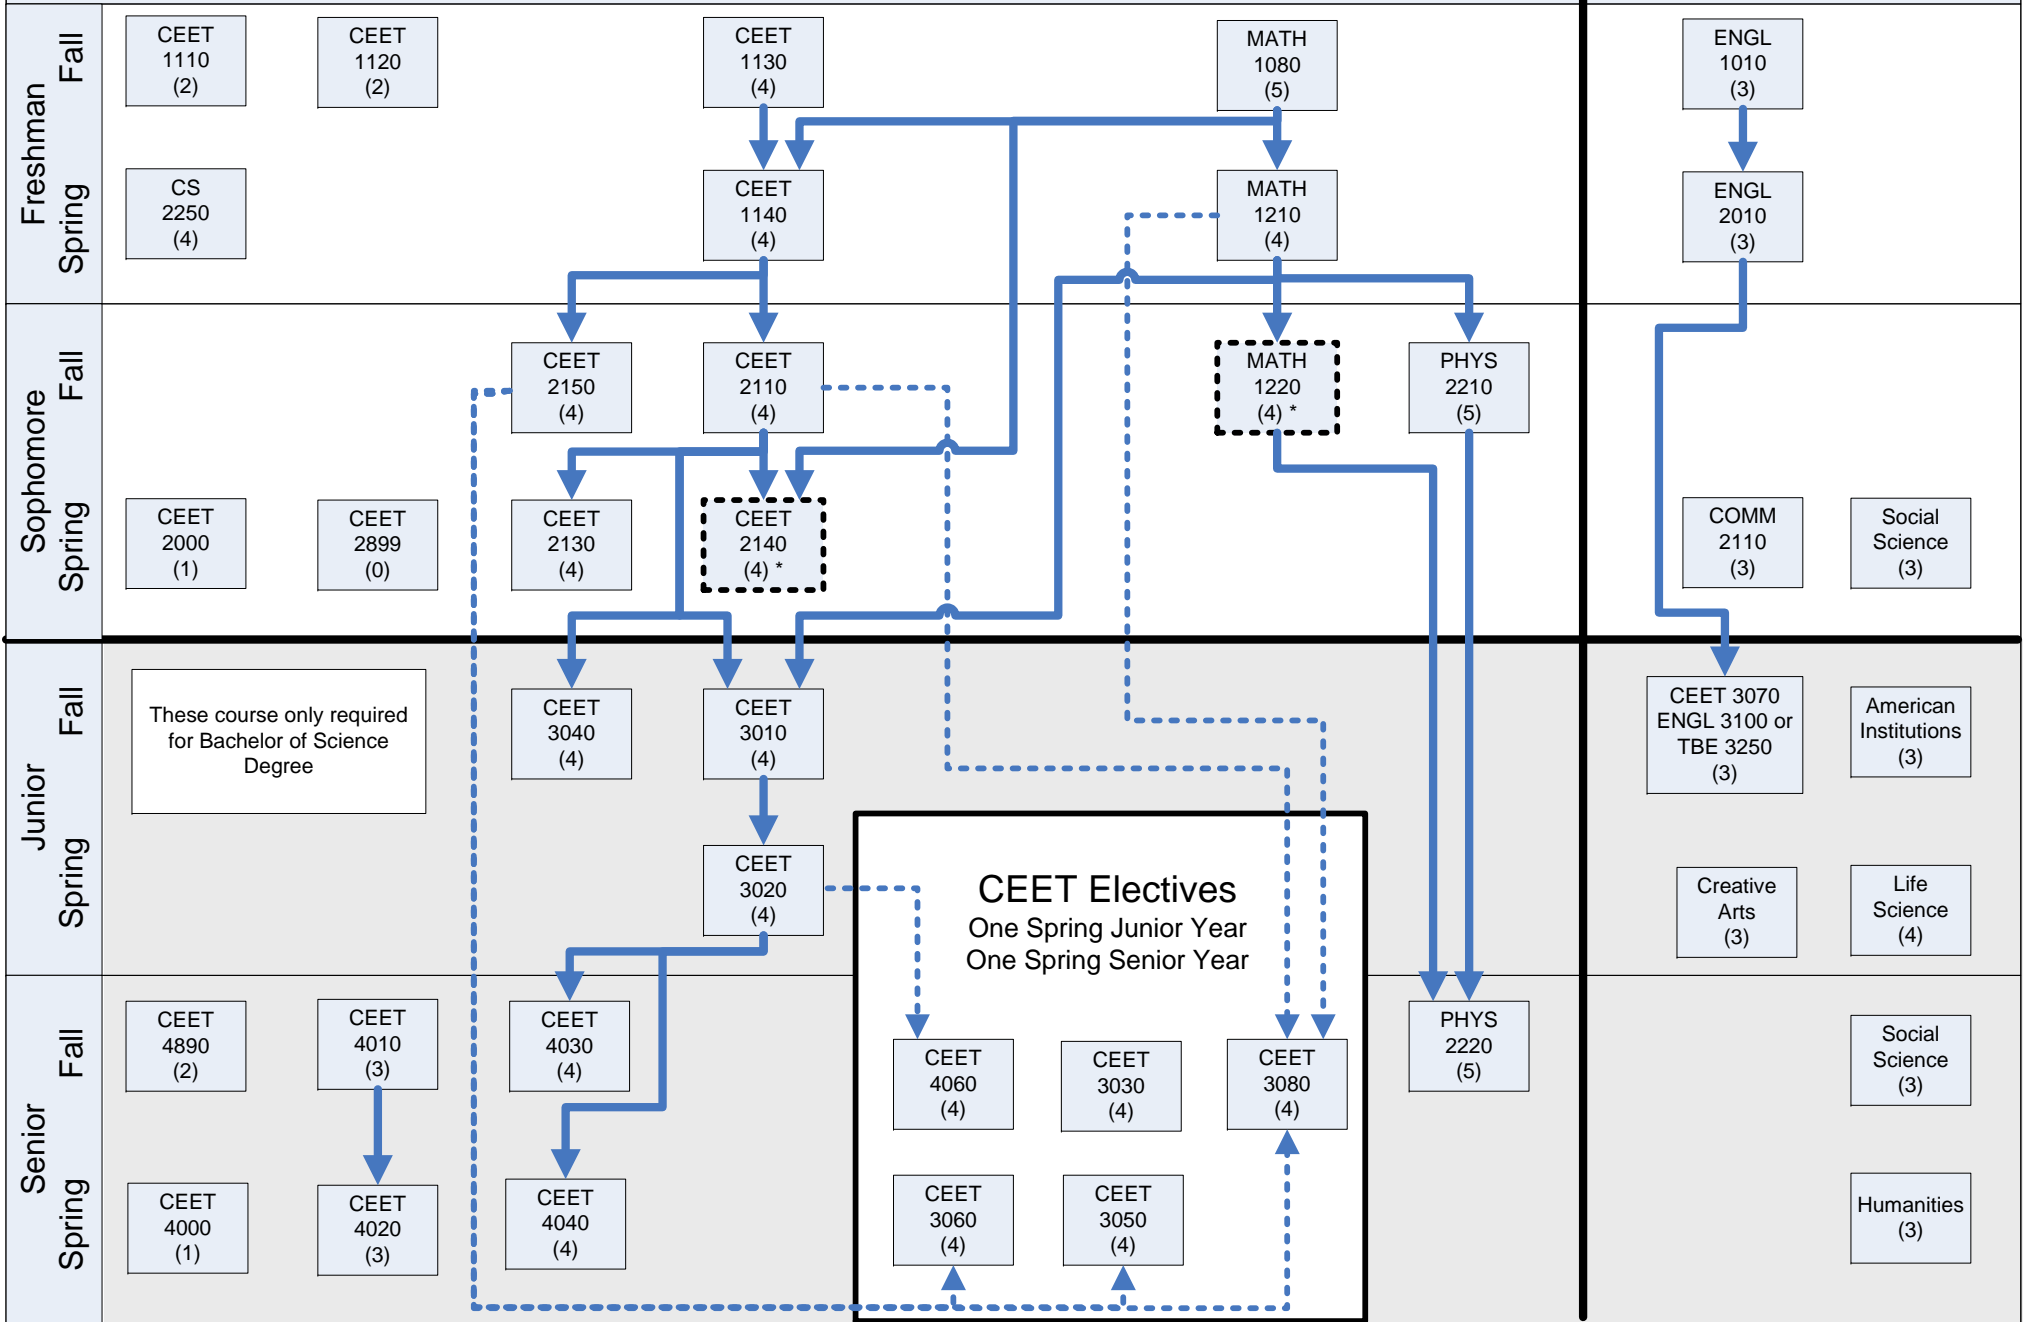 Freshman
Fall
Spring
CEET
1110
(2)
CEET
1120
(2)
CEET
1130
(4)
MATH
1080
(5)
ENGL
1010
(3)
CS
2250
(4)
CEET
1140
(4)
MATH
1210
(4)
ENGL
2010
(3)
Sophomore
Fall
Spring
CEET
2150
(4)
CEET
2110
(4)
MATH
1220
(4) *
PHYS
2210
(5)
CEET
2000
(1)
CEET
2899
(0)
CEET
2130
(4)
CEET
2140
(4) *
COMM
2110
(3)
Social
Science
(3)
Junior
Fall
Spring
These course only required
for Bachelor of Science
Degree
CEET
3040
(4)
CEET
3010
(4)
CEET 3070
ENGL 3100 or
TBE 3250
(3)
American
Institutions
(3)
CEET
3020
(4)
CEET Electives
One Spring Junior Year
One Spring Senior Year
Creative
Arts
(3)
Life
Science
(4)
Senior
Fall
Spring
CEET
4890
(2)
CEET
4010
(3)
CEET
4030
(4)
CEET
4060
(4)
CEET
3030
(4)
CEET
3080
(4)
PHYS
2220
(5)
Social
Science
(3)
CEET
4000
(1)
CEET
4020
(3)
CEET
4040
(4)
CEET
3060
(4)
CEET
3050
(4)
Humanities
(3)